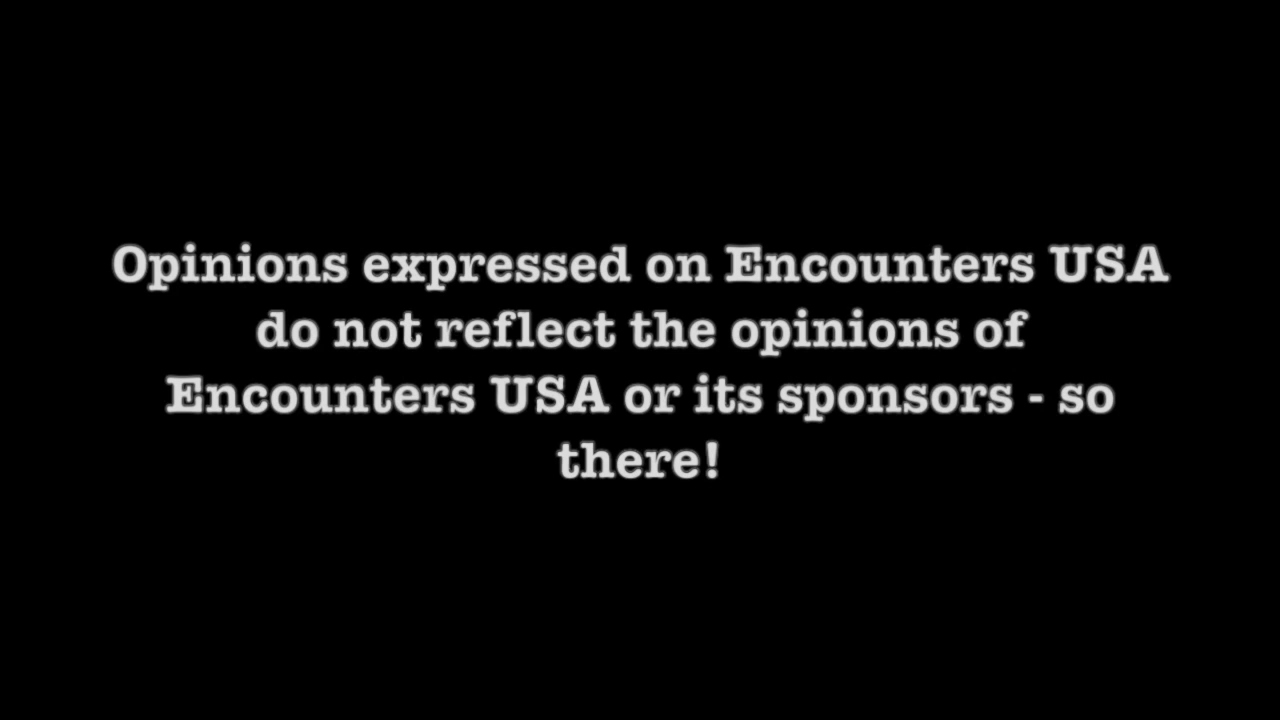 Opinions expressed on Encounters USA
do not reflect the opinions of
Encounters USA or its sponsors - so
there!